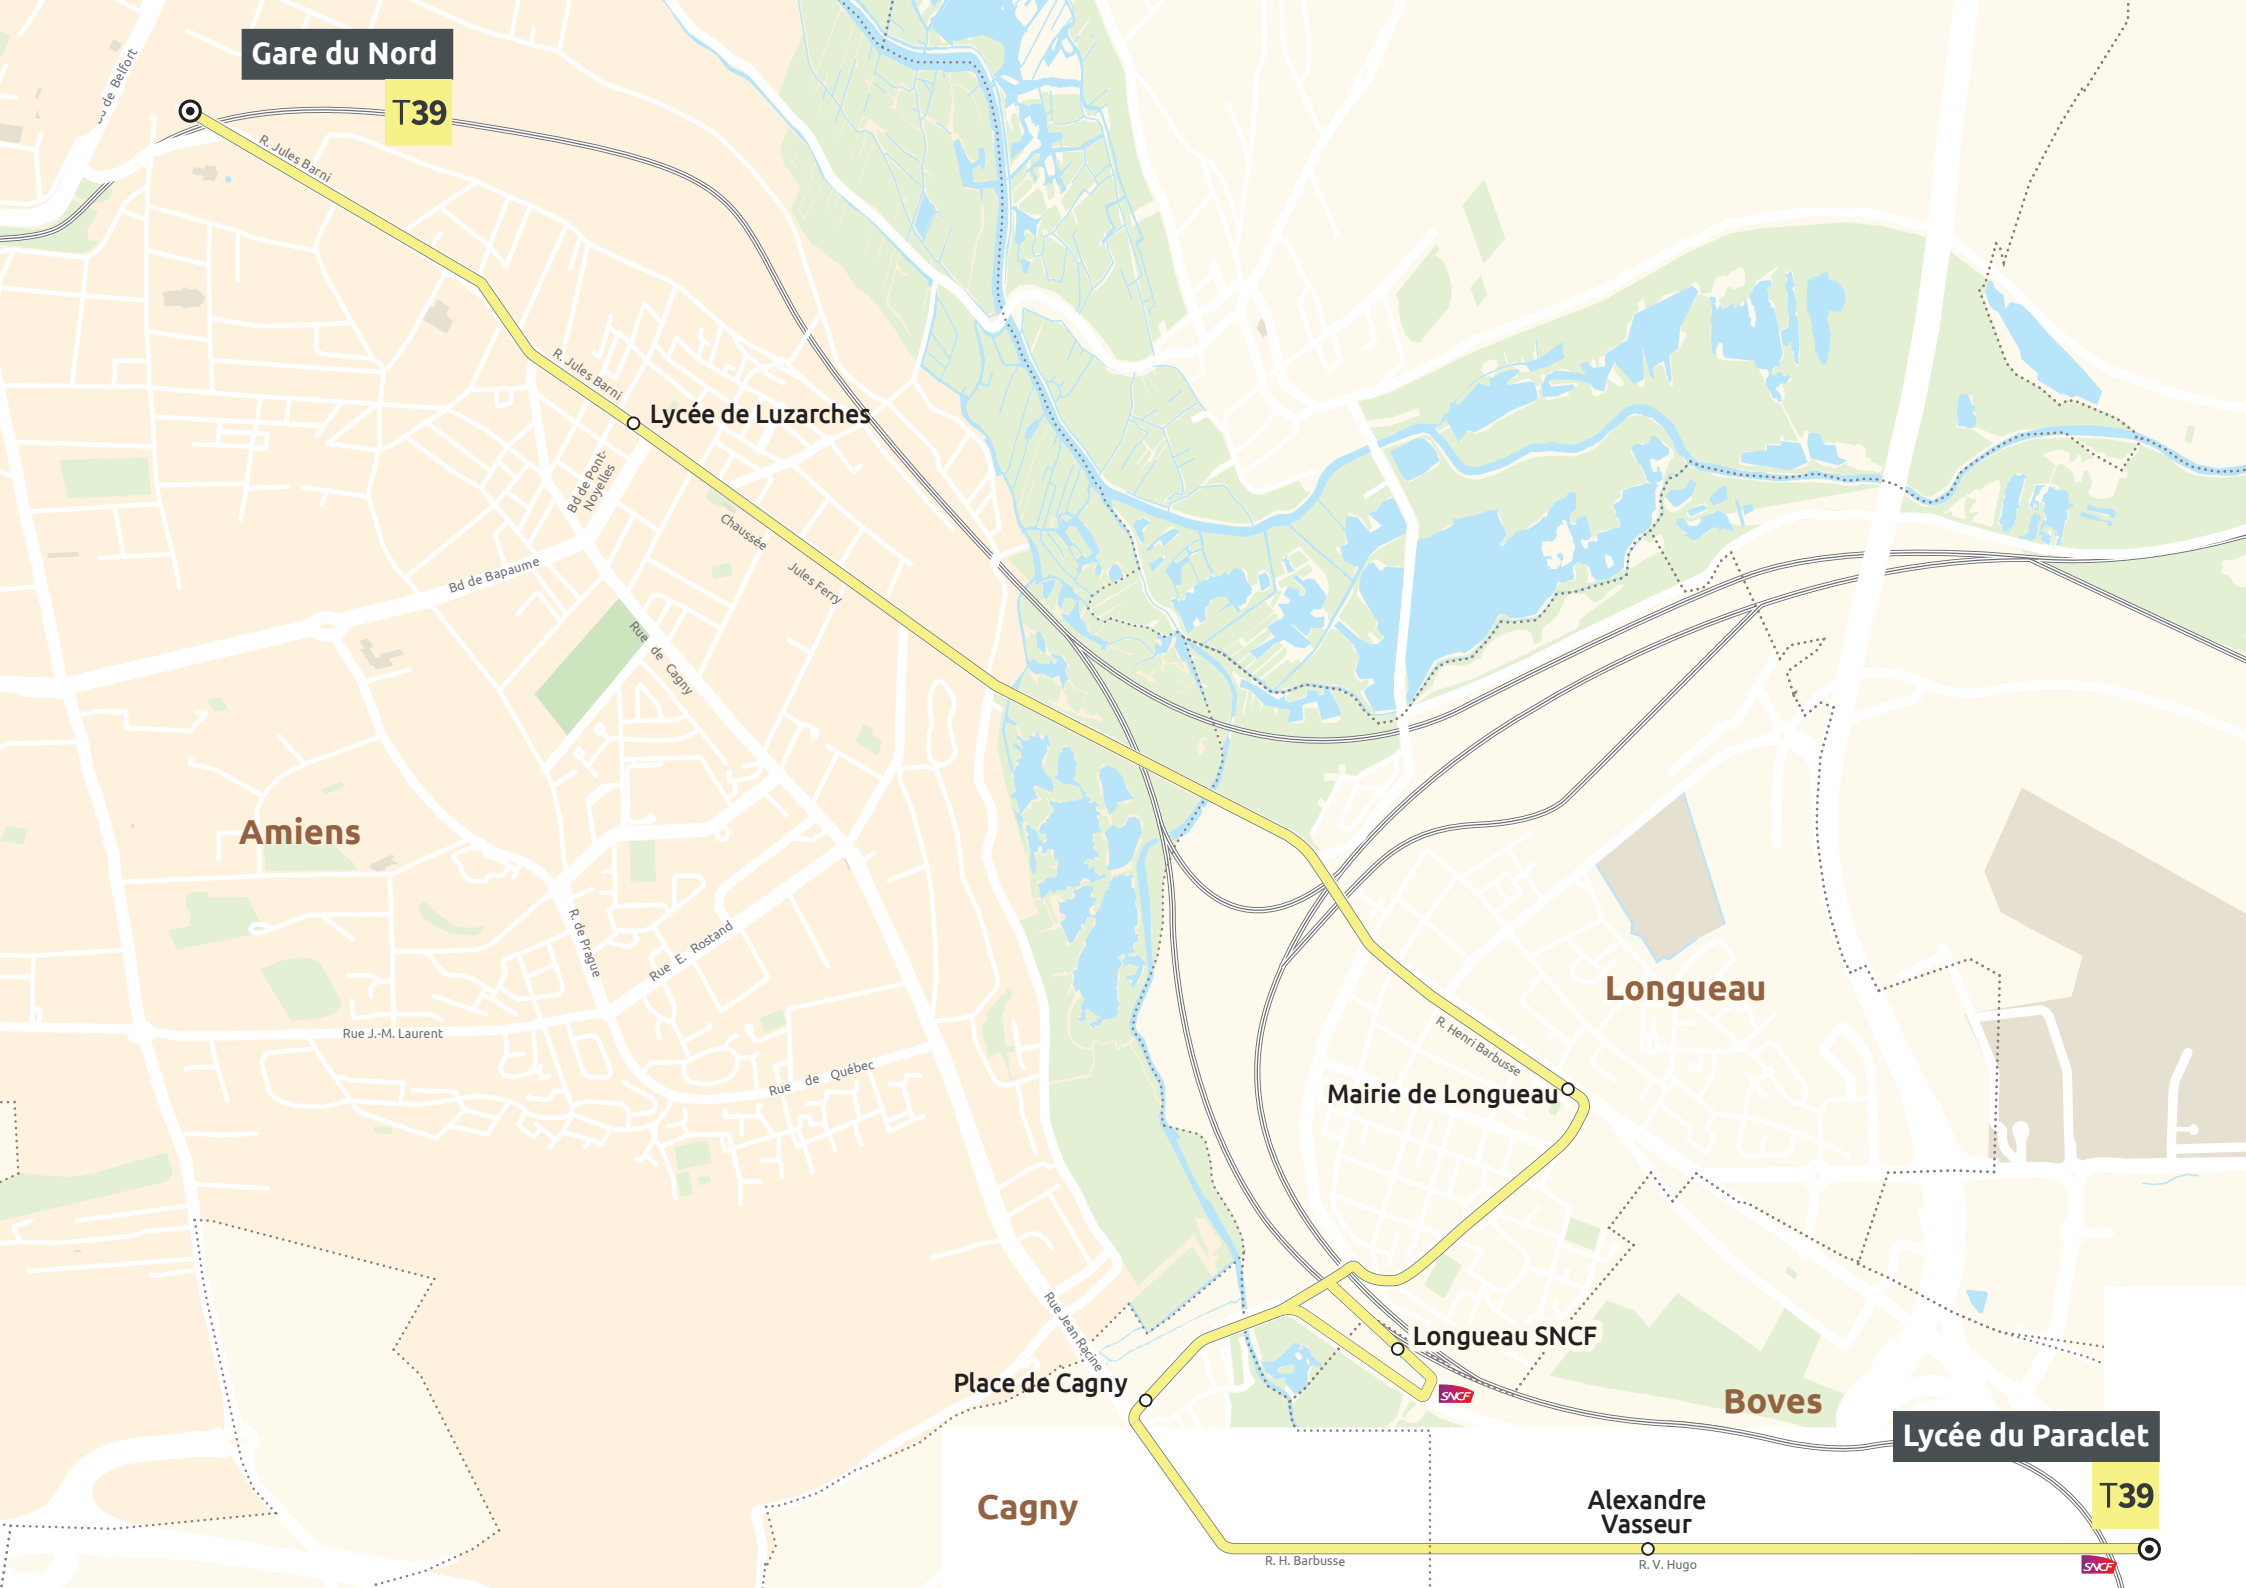 Gare du Nord
T39
Bd de Belfort
R. Jules Barni
R. Jules Barni
Lycée de Luzarches
Bd de Pont-
Noyelles
Chaussée
Jules Ferry
Bd de Bapaume
Rue de Cagny
Amiens
R. de Prague
Rue E. Rostand
Longueau
Rue J.-M. Laurent
R. Henri Barbusse
Rue de Québec
Mairie de Longueau
Rue Jean Racine
Longueau SNCF
Place de Cagny
SNCF
Boves
Lycée du Paraclet
T39
Cagny
Alexandre
Vasseur
R. H. Barbusse
R. V. Hugo
SNCF